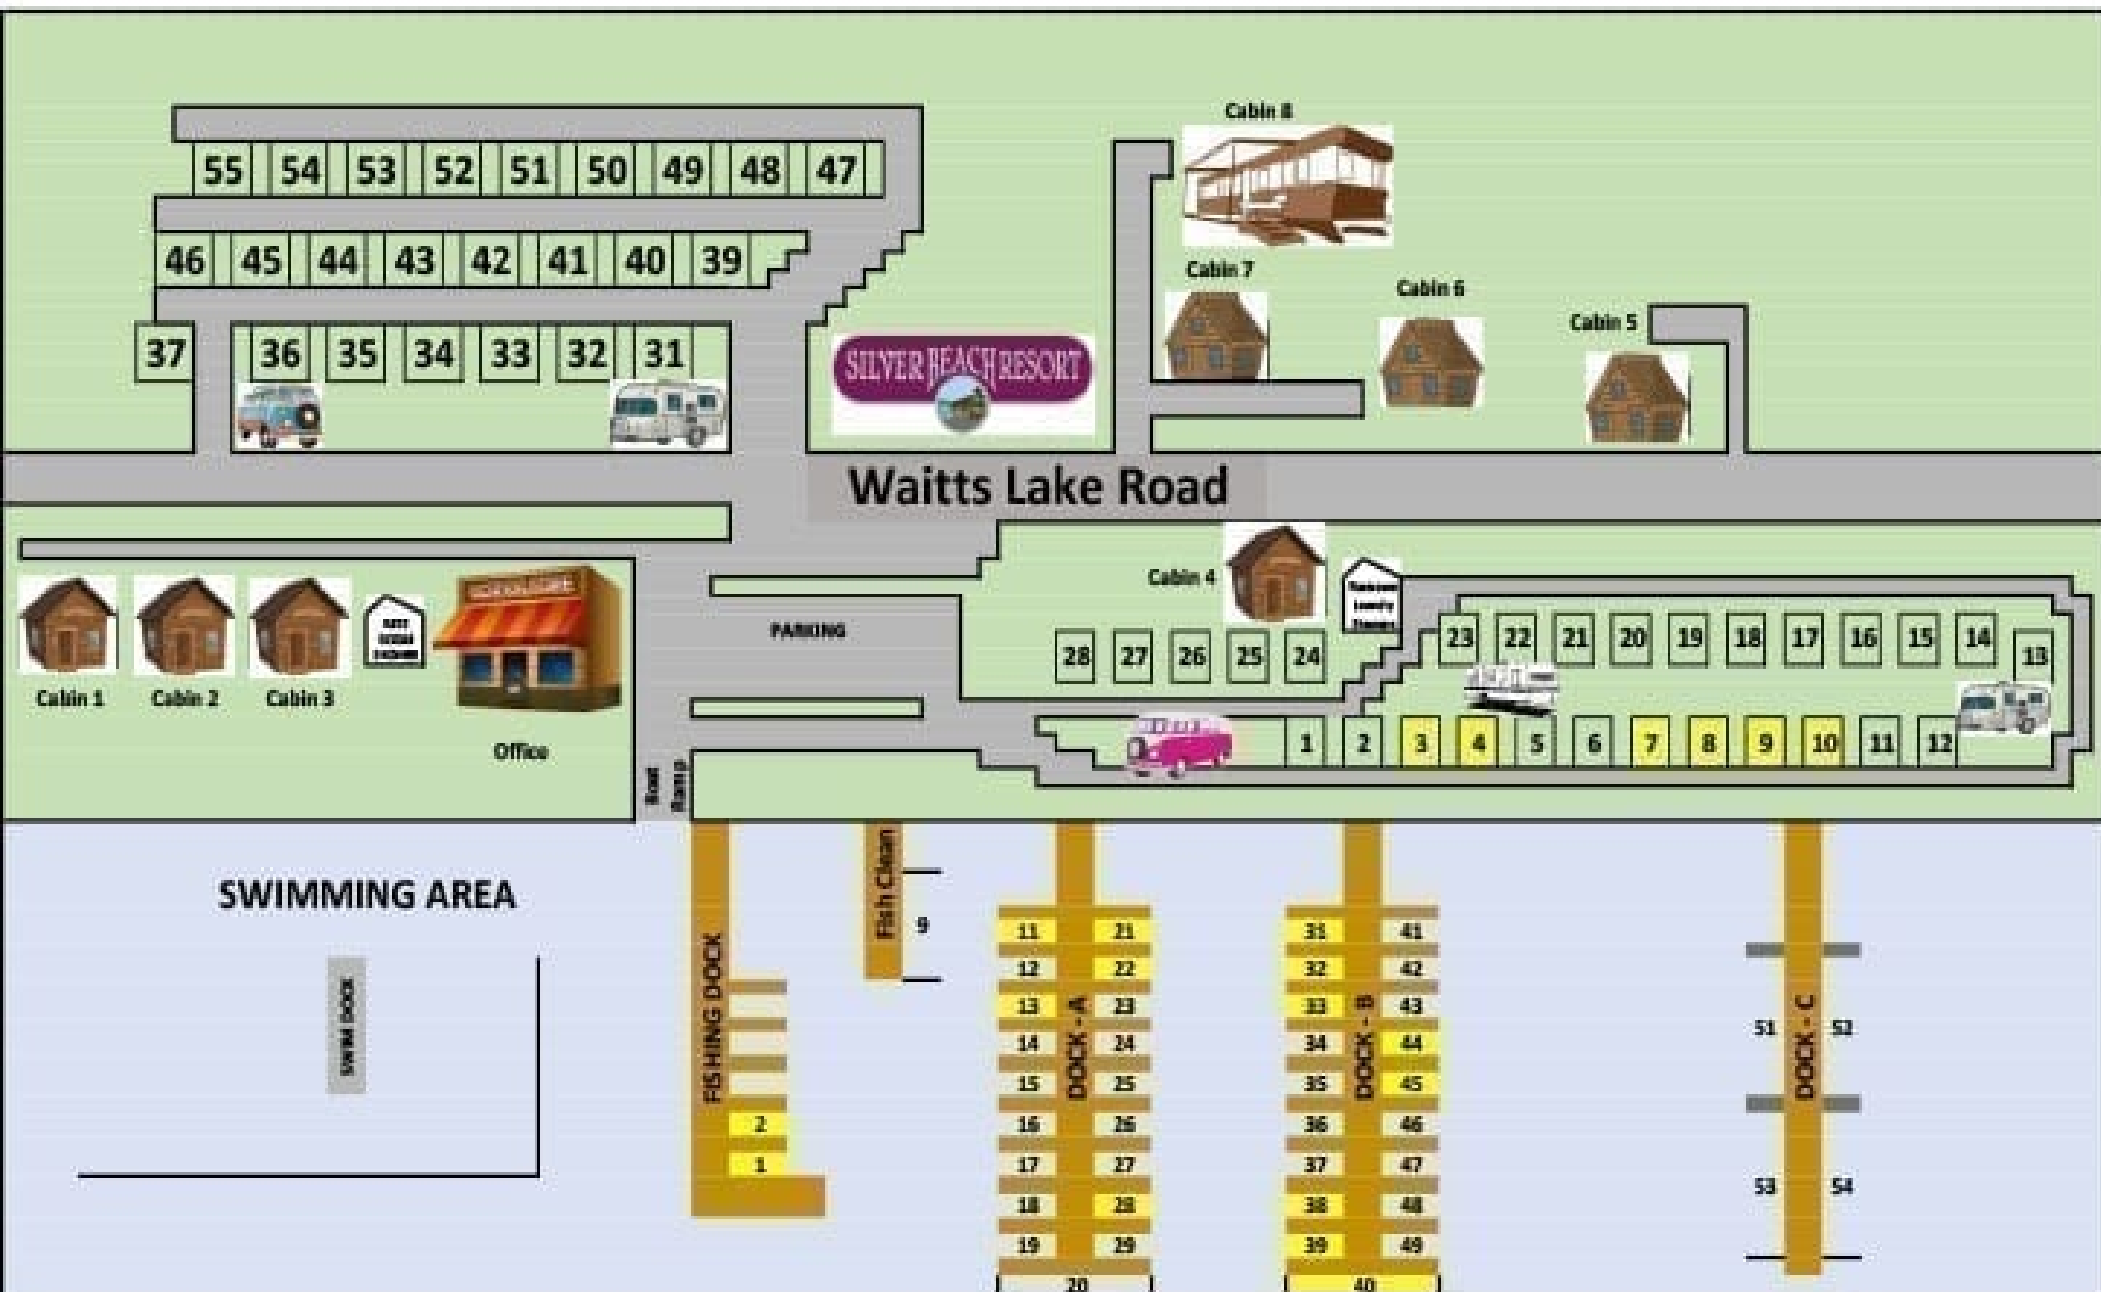 Cabin 8
55 54 53 52 51 50 49 48 47
46 45 44 43 42 41 40 39
Cabin 7
Cabin 6
Cabin 5
37 36 35 34 33 32 31
SILVER BEACH RESORT
Waitts Lake Road
Cabin 4
PARKING
28 27 26 25 24
23 22 21 20 19 18 17 16 15 14
13
Cabin 1 Cabin 2 Cabin 3
Office
1 2 3 4 5 6 7 8 9 10 11 12
Boat
Ramp
SWIMMING AREA
SWIM DOCK
FISHING DOCK
2
1
Fish Clean
9
DOCK - A
11 21
12 22
13 23
14 24
15 25
16 26
17 27
18 28
19 29
20
DOCK - B
31 41
32 42
33 43
34 44
35 45
36 46
37 47
38 48
39 49
40
DOCK - C
51 52
53 54